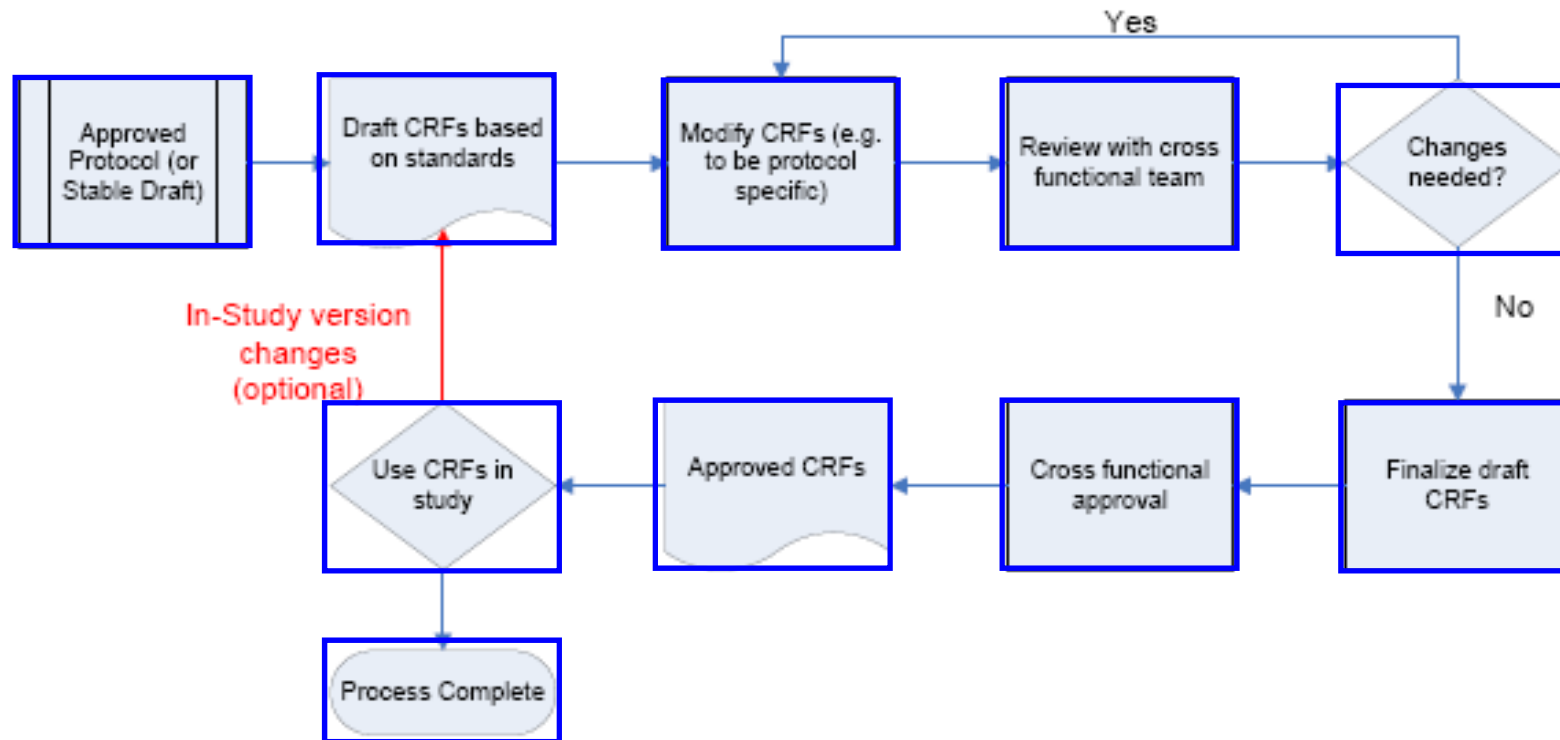 Yes
Approved
Protocol (or
Stable Draft)
Draft CRFs based
on standards
Modify CRFs (e.g.
to be protocol
specific)
Review with cross
functional team
Changes
needed?
No
In-Study version
changes
(optional)
Use CRFs in
study
Approved CRFs
Cross functional
approval
Finalize draft
CRFs
Process Complete